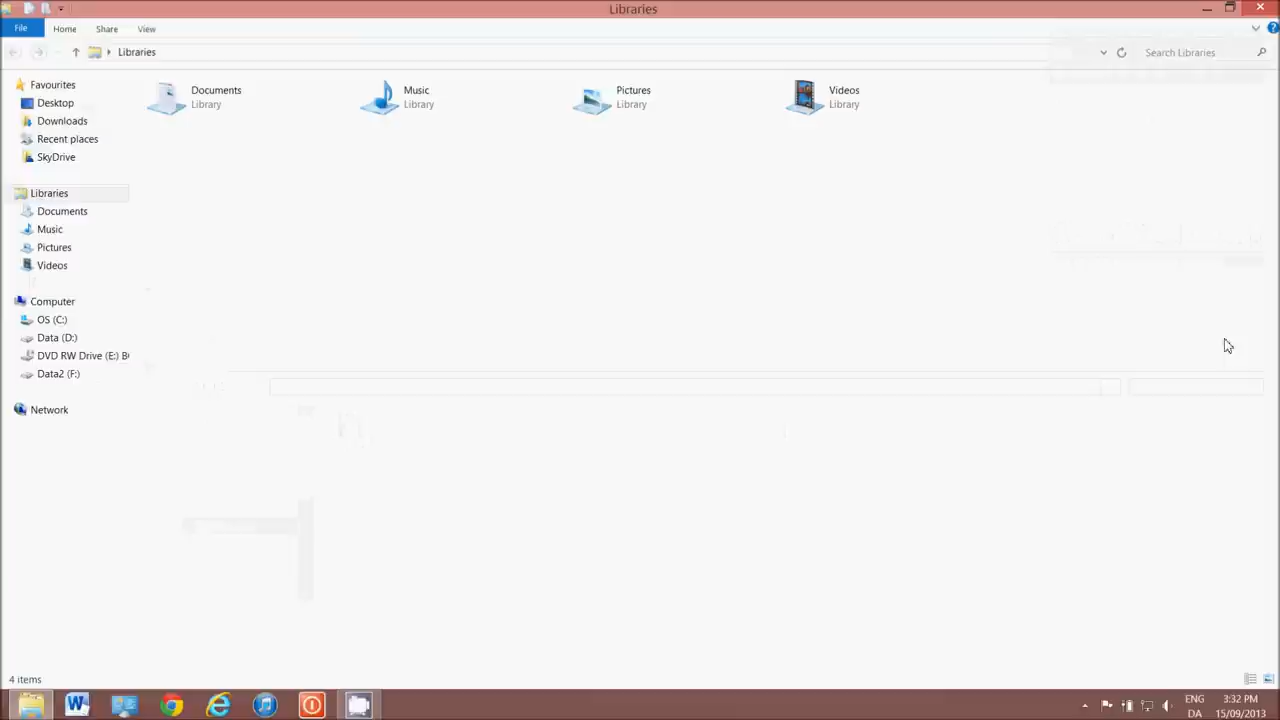 Libraries
File Home Share View
Libraries
Search Libraries
Favourites
Desktop
Downloads
Recent places
SkyDrive
Libraries
Documents
Music
Pictures
Videos
Computer
OS (C:)
Data (D:)
DVD RW Drive (E:) B
Data2 (F:)
Network
Documents
Library
Music
Library
Pictures
Library
Videos
Library
4 items
ENG
DA
3:32 PM
15/09/2013